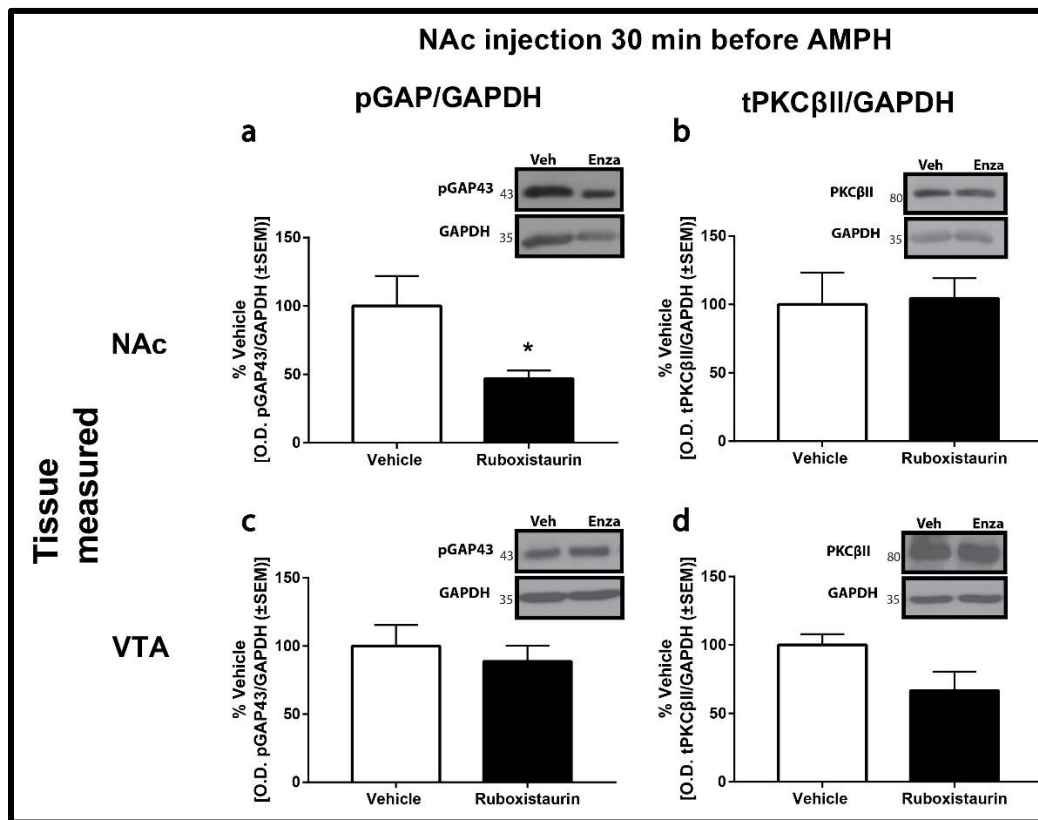 NAc injection 30 min before AMPH
pGAP/GAPDH
tPKCβII/GAPDH
Tissue
measured
NAc
VTA
a
Veh Enza
pGAP43 43
GAPDH 35
% Vehicle
[O.D. pGAP43/GAPDH (±SEM)]
150
100
50
0
*
Vehicle Ruboxistaurin
b
Veh Enza
PKCβII 80
GAPDH 35
% Vehicle
[O.D. tPKCβII/GAPDH (±SEM)]
150
100
50
0
Vehicle Ruboxistaurin
c
Veh Enza
pGAP43 43
GAPDH 35
% Vehicle
[O.D. pGAP43/GAPDH (±SEM)]
150
100
50
0
Vehicle Ruboxistaurin
d
Veh Enza
PKCβII 80
GAPDH 35
% Vehicle
[O.D. tPKCβII/GAPDH (±SEM)]
150
100
50
0
Vehicle Ruboxistaurin